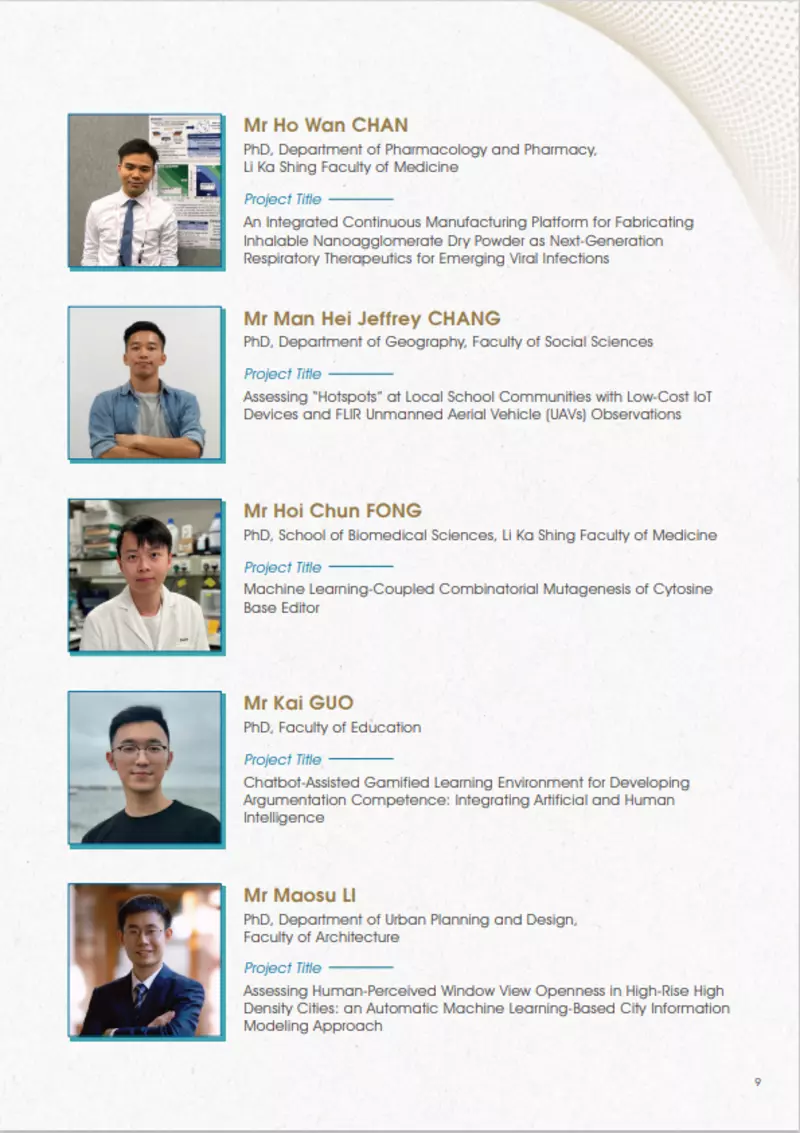 Mr Ho Wan CHAN
PhD, Department of Pharmacology and Pharmacy,
Li Ka Shing Faculty of Medicine
Project Title
An Integrated Continuous Manufacturing Platform for Fabricating
Inhalable Nanoagglomerate Dry Powder as Next-Generation
Respiratory Therapeutics for Emerging Viral Infections
Mr Man Hei Jeffrey CHANG
PhD, Department of Geography, Faculty of Social Sciences
Project Title
Assessing “Hotspots” at Local School Communities with Low-Cost IoT
Devices and FLIR Unmanned Aerial Vehicle (UAVs) Observations
Mr Hoi Chun FONG
PhD, School of Biomedical Sciences, Li Ka Shing Faculty of Medicine
Project Title
Machine Learning-Coupled Combinatorial Mutagenesis of Cytosine
Base Editor
Mr Kai GUO
PhD, Faculty of Education
Project Title
Chatbot-Assisted Gamified Learning Environment for Developing
Argumentation Competence: Integrating Artificial and Human
Intelligence
Mr Maosu LI
PhD, Department of Urban Planning and Design,
Faculty of Architecture
Project Title
Assessing Human-Perceived Window View Openness in High-Rise High
Density Cities: an Automatic Machine Learning-Based City Information
Modeling Approach
9